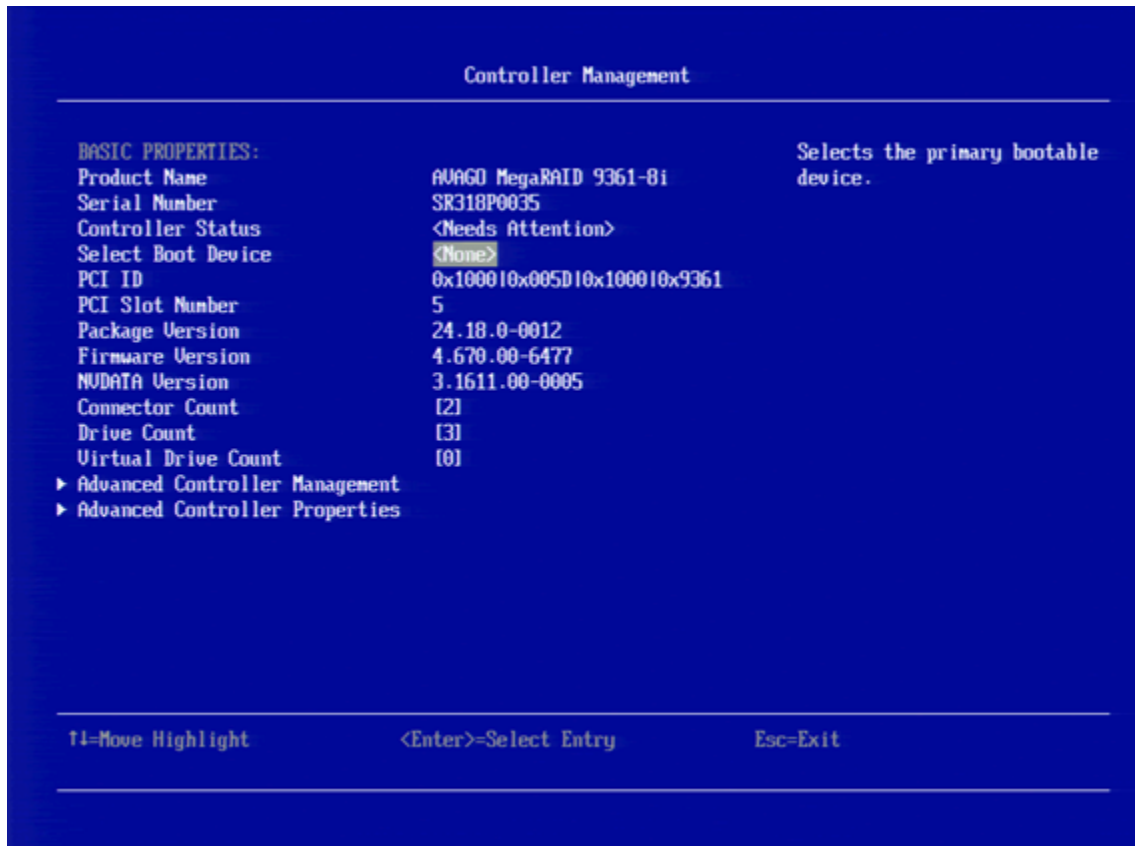 Controller Management
BASIC PROPERTIES:
Selects the primary bootable
Product Name AVAGO MegaRAID 9361-8i device.
Serial Number SR318P0035
Controller Status <Needs Attention>
Select Boot Device <None>
PCI ID 0x1000|0x005D|0x1000|0x9361
PCI Slot Number 5
Package Version 24.18.0-0012
Firmware Version 4.670.00-6477
NVDATA Version 3.1611.00-0005
Connector Count [2]
Drive Count [3]
Virtual Drive Count [0]
▶ Advanced Controller Management
▶ Advanced Controller Properties
↑↓=Move Highlight <Enter>=Select Entry Esc=Exit